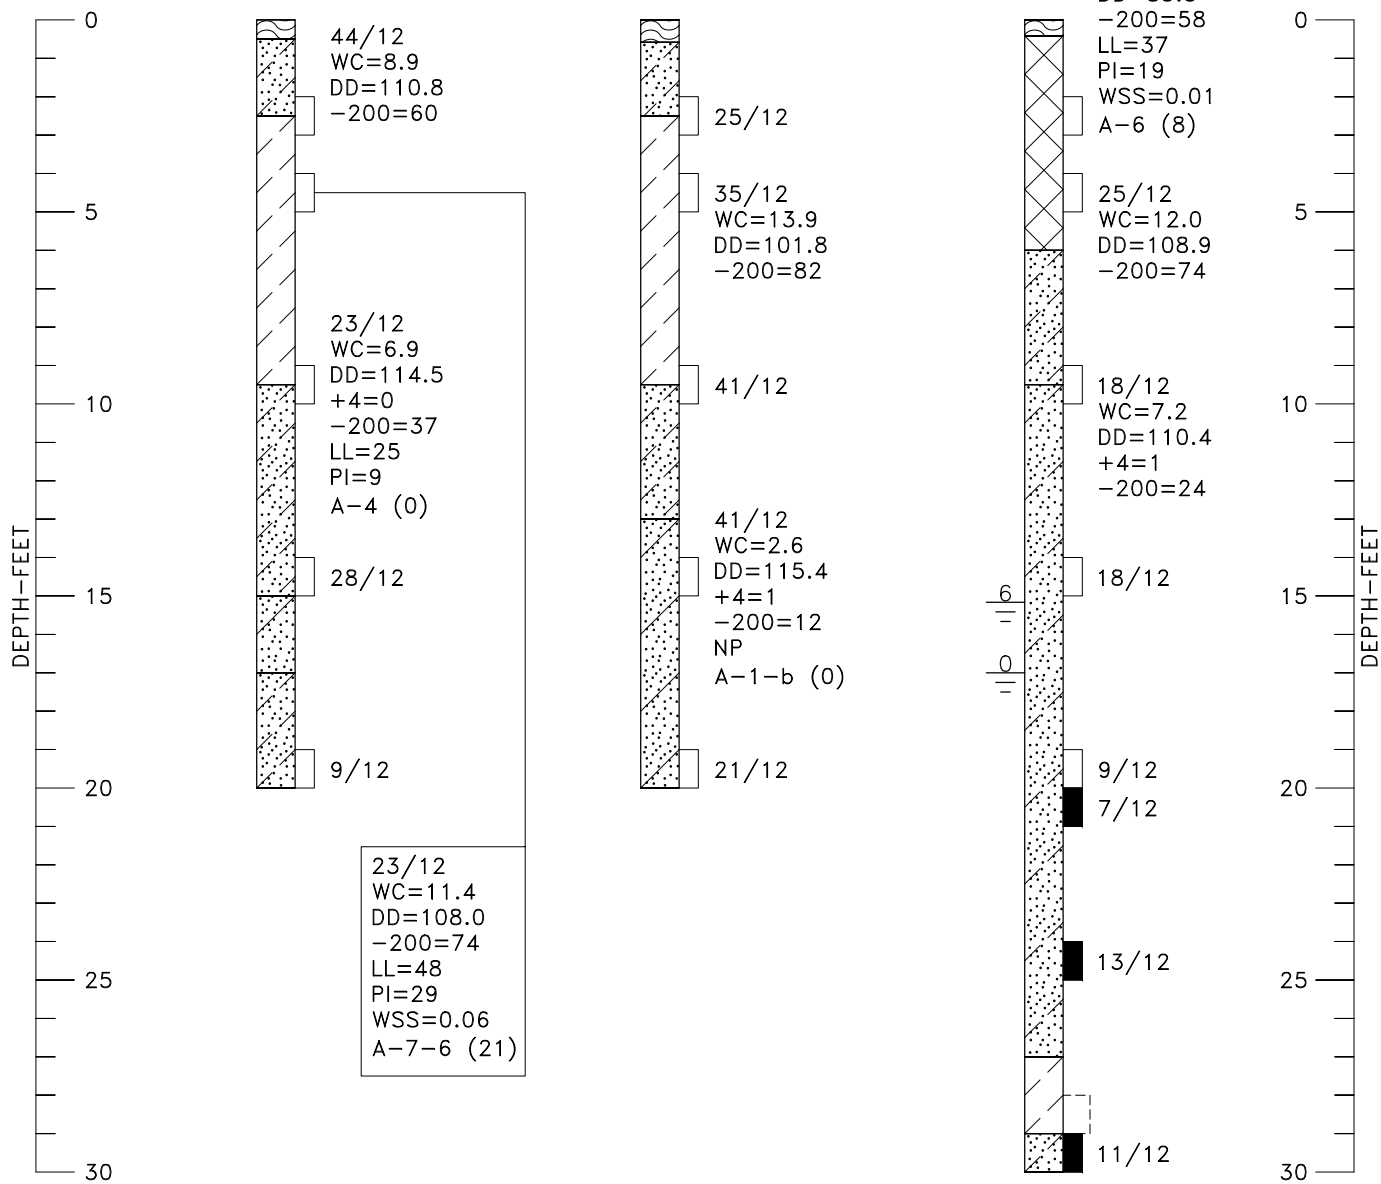 0
5
10
15
20
25
30
DEPTH-FEET
44/12
WC=8.9
DD=110.8
-200=60
23/12
WC=6.9
DD=114.5
+4=0
-200=37
LL=25
PI=9
A-4 (0)
28/12
9/12
23/12
WC=11.4
DD=108.0
-200=74
LL=48
PI=29
WSS=0.06
A-7-6 (21)
25/12
35/12
WC=13.9
DD=101.8
-200=82
41/12
41/12
WC=2.6
DD=115.4
+4=1
-200=12
NP
A-1-b (0)
21/12
-200=58
LL=37
PI=19
WSS=0.01
A-6 (8)
25/12
WC=12.0
DD=108.9
-200=74
18/12
WC=7.2
DD=110.4
+4=1
-200=24
18/12
6
0
9/12
7/12
13/12
11/12
0
5
10
15
20
25
30
DEPTH-FEET